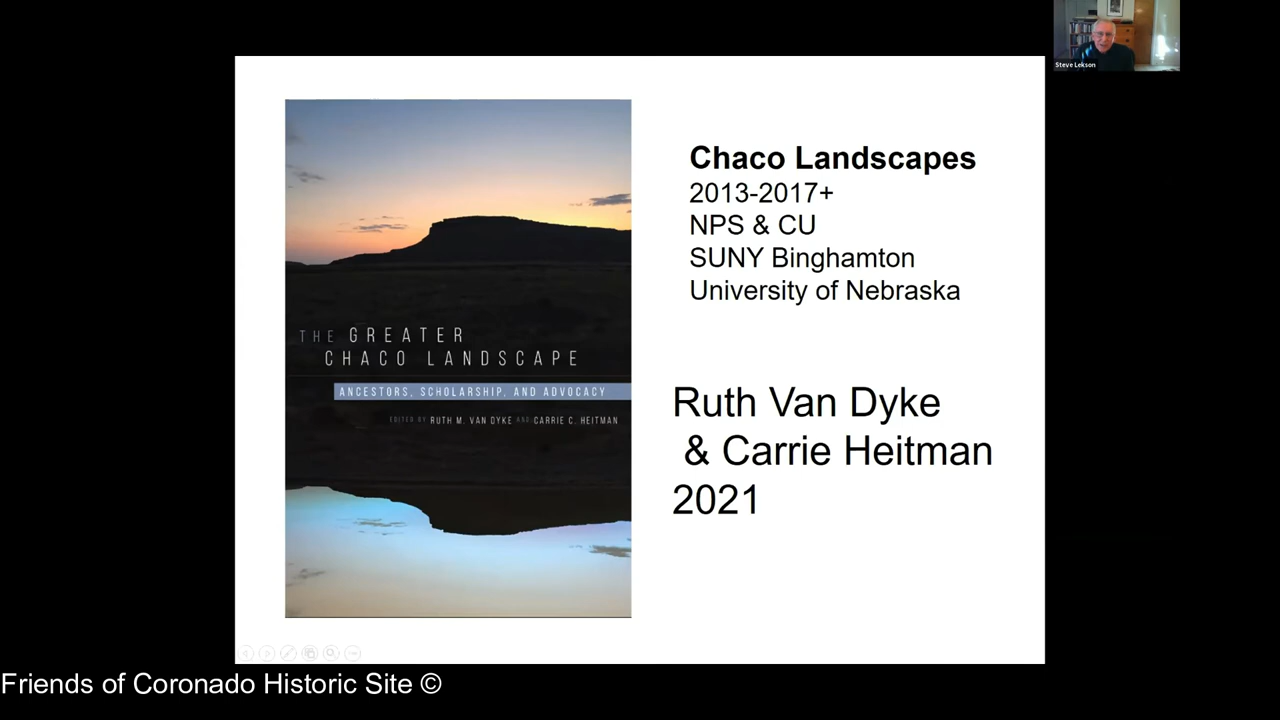 Steve Lekson
THE GREATER
CHACO LANDSCAPE
ANCESTORS, SCHOLARSHIP, AND ADVOCACY
EDITED BY RUTH M. VAN DYKE AND CARRIE C. HEITMAN
Chaco Landscapes
2013-2017+
NPS & CU
SUNY Binghamton
University of Nebraska
Ruth Van Dyke
& Carrie Heitman
2021
Friends of Coronado Historic Site ©